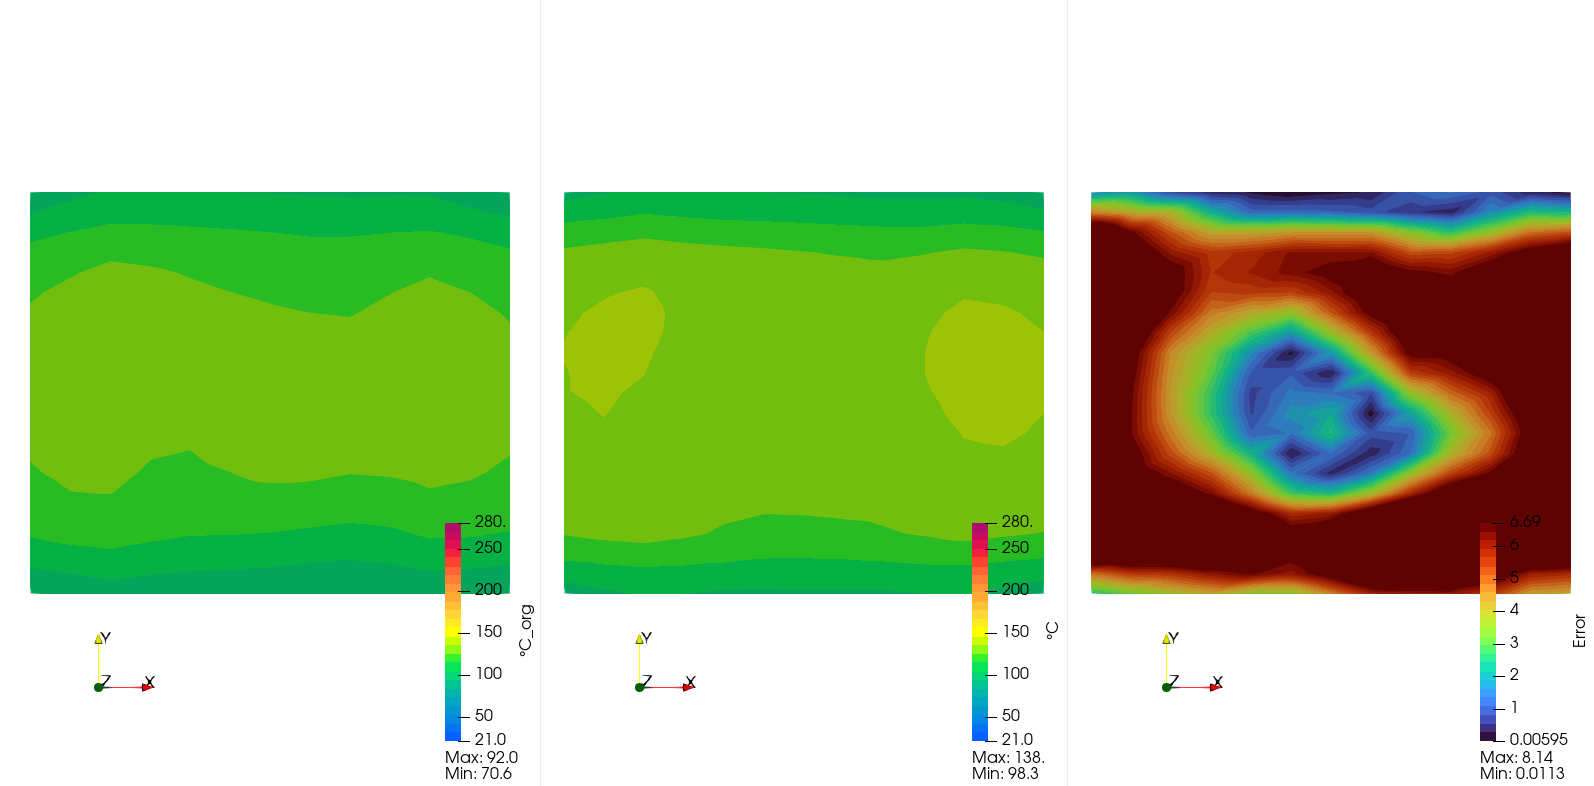 280.
250
200
150
100
50
21.0
°C_org
Max: 92.0
Min: 70.6
Y
Z
X
280.
250
200
150
100
50
21.0
°C
Max: 138.
Min: 98.3
Y
Z
X
6.69
6
5
4
3
2
1
0.00595
Error
Max: 8.14
Min: 0.0113
Y
Z
X